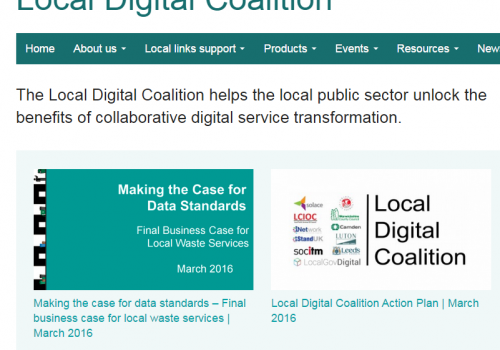 Local Digital Coalition
Home About us Local links support Products Events Resources New
The Local Digital Coalition helps the local public sector unlock the
benefits of collaborative digital service transformation.
Making the Case for
Data Standards
Final Business Case for
Local Waste Services
March 2016
solace
LCIOC
iNetwork
Camden
iStandUK
LUTON
socitm
Leeds
LocalGovDigital
Local
Digital
Coalition
Making the case for data standards – Final
business case for local waste services |
March 2016
Local Digital Coalition Action Plan | March
2016